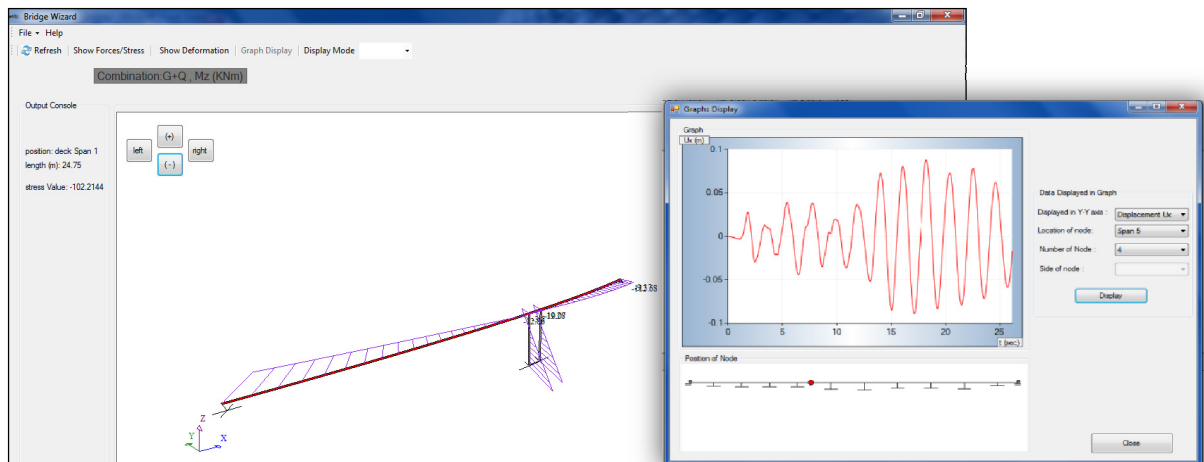 Bridge Wizard
File Help
Refresh Show Forces/Stress Show Deformation Graph Display Display Mode
Combination:G+Q , Mz (KNm)
Output Console
position: deck Span 1
length (m): 24.75
stress Value: -102.2144
left
(+)
(-)
right
Z
Y
X
Graphs Display
Graph
Ux (m)
0.1
0.05
0
-0.05
-0.1
0
5
10
15
20
25
t (sec)
Data Displayed in Graph
Displayed in Y-Y axis : Displacement Ux
Location of node: Span 5
Number of Node : 4
Side of node :
Display
Position of Node
Close